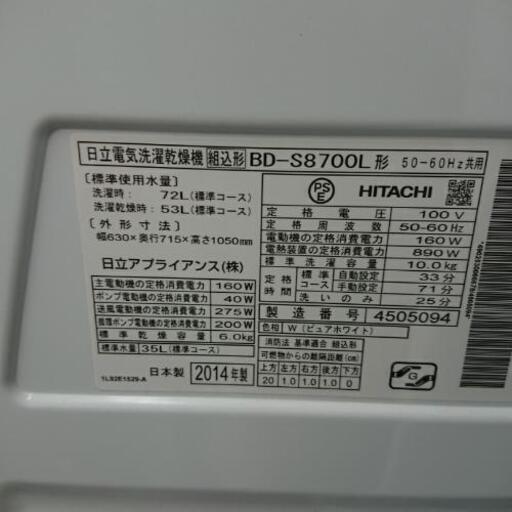 日立電気洗濯乾燥機 組込形 BD-S8700L形 50-60Hz共用
〔標準使用水量〕
洗濯時: 72L(標準コース)
洗濯乾燥時: 53L(標準コース)
〔外形寸法〕
幅630×奥行715×高さ1050mm
日立アプライアンス(株)
主電動機の定格消費電力 160W
ポンプ電動機の定格消費電力 40W
送風電動機の定格消費電力 275W
循環ポンプ電動機の定格消費電力 200W
標準乾燥容量 6.0kg
標準水量 35L(標準コース)
日本製 2014年製
1LS2E1529-A
PSE
HITACHI
定格電圧 100V
定格周波数 50-60Hz
電動機の定格消費電力 160W
電熱装置の定格消費電力 890W
標準洗濯容量 10.0kg
定格時間 標準コース 自動設定 33分
手動設定 71分
洗いのみ 25分
製造番号 4505094
色相 W(ピュアホワイト)
消防法 基準適合 組込形
可燃物からの離隔距離(cm)
上方 左方 右方 前方 後方 下方
20 1.0 1.0 1.0 0
G